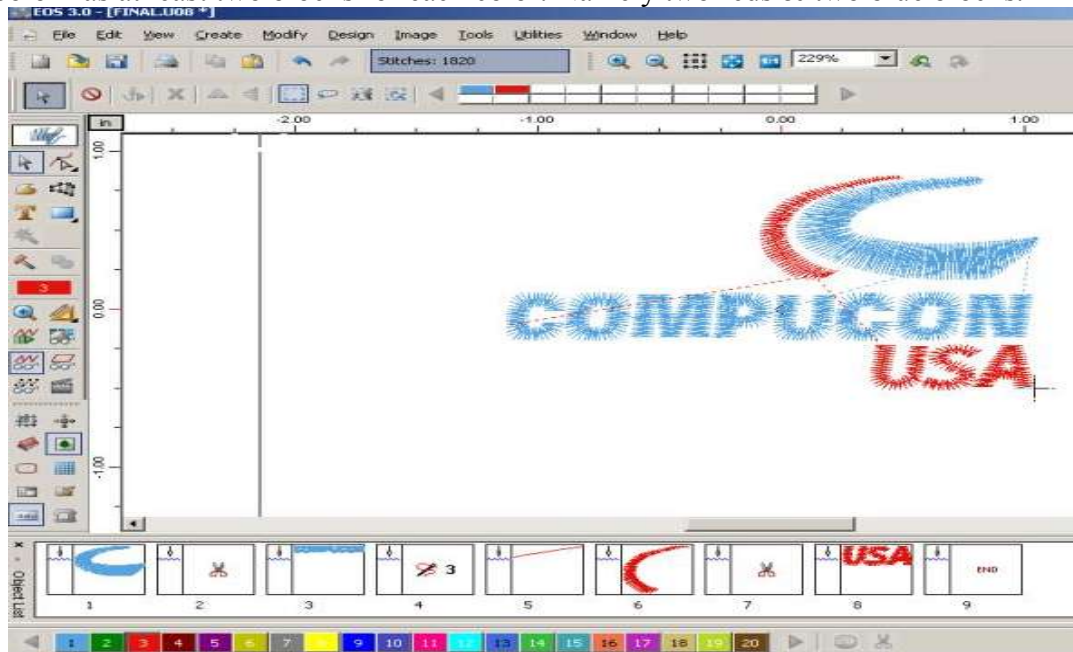 EOS 3.0 - [FINAL.U08 *]
File Edit View Create Modify Design Image Tools Utilities Window Help
Stitches: 1820
229%
in
-2.00 -1.00 0.00 1.00
1.00
3
0.00
COMPUCON
USA
-1.00
Object List
3
USA
END
1 2 3 4 5 6 7 8 9
1 2 3 4 5 6 7 8 9 10 11 12 13 14 15 16 17 18 19 20